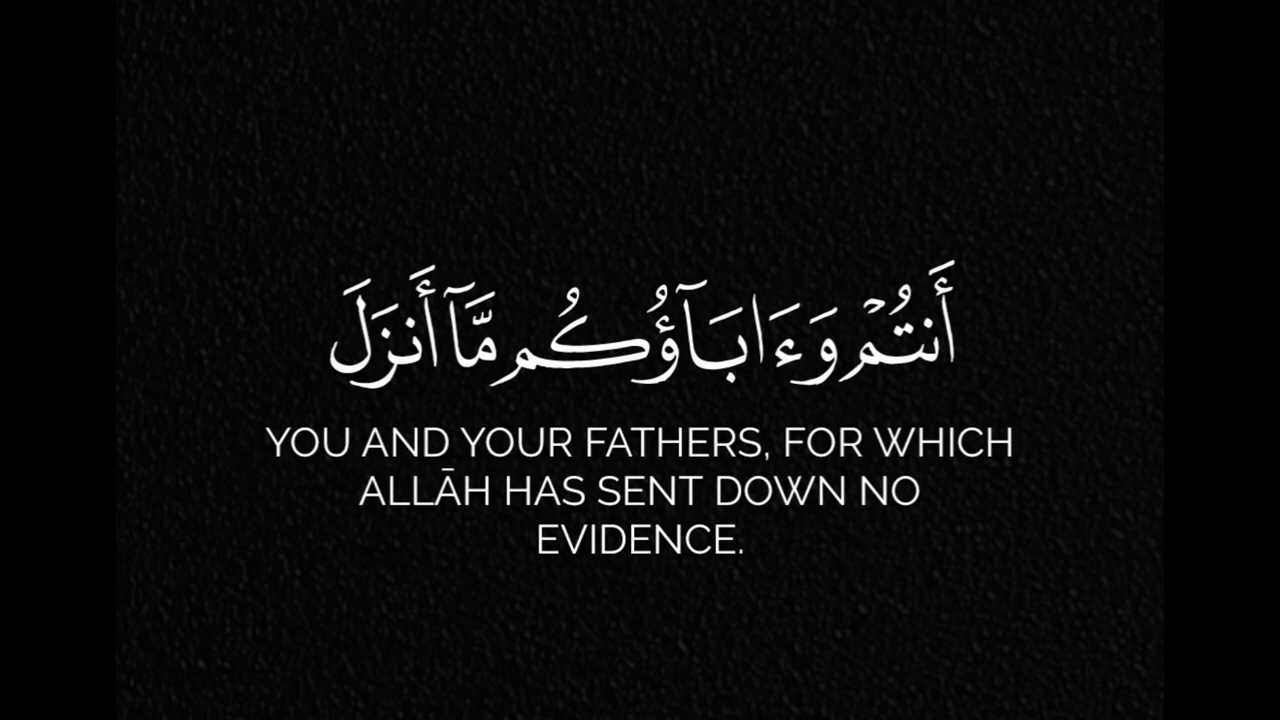 أَنتُمْ وَءَابَآؤُكُم مَّآ أَنزَلَ
YOU AND YOUR FATHERS, FOR WHICH
ALLĀH HAS SENT DOWN NO
EVIDENCE.